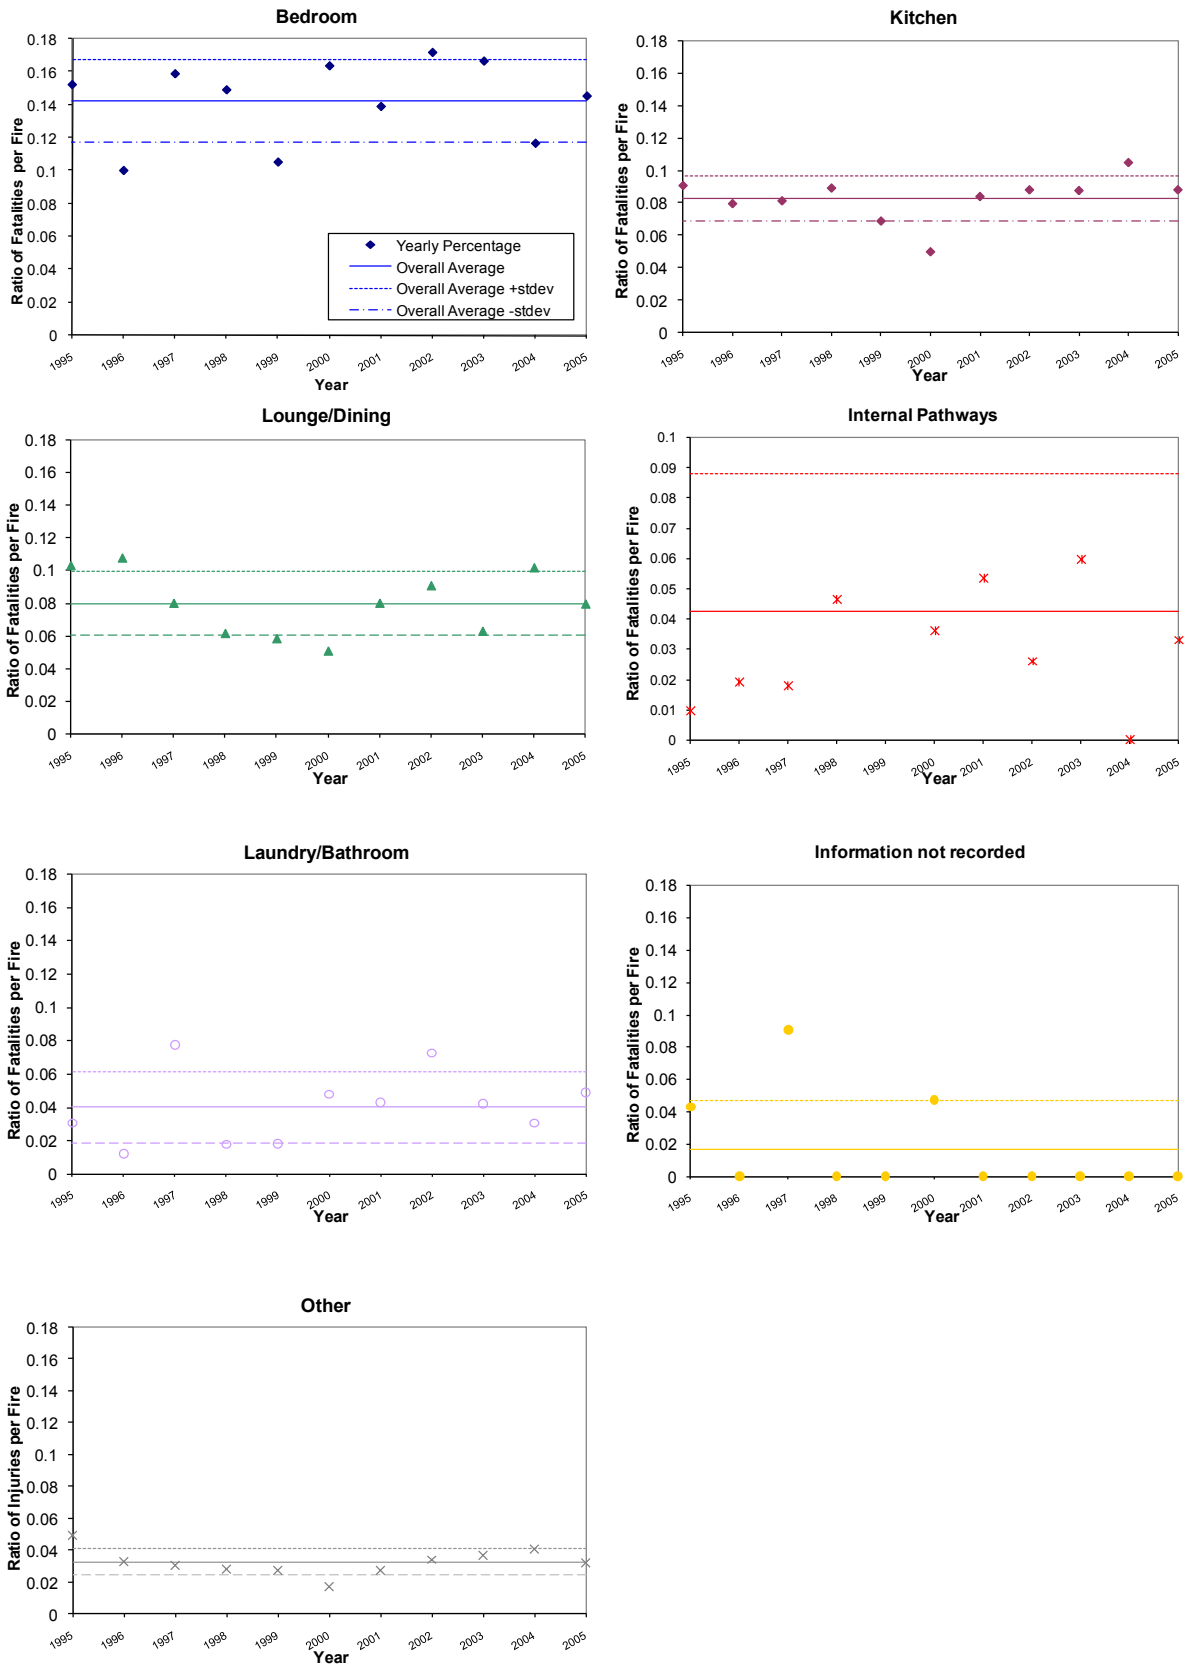 Bedroom
Ratio of Fatalities per Fire
0.18
0.16
0.14
0.12
0.1
0.08
0.06
0.04
0.02
0
Yearly Percentage
Overall Average
Overall Average +stdev
Overall Average -stdev
1995 1996 1997 1998 1999 2000 2001 2002 2003 2004 2005
Year
Kitchen
Ratio of Fatalities per Fire
0.18
0.16
0.14
0.12
0.1
0.08
0.06
0.04
0.02
0
1995 1996 1997 1998 1999 2000 2001 2002 2003 2004 2005
Year
Lounge/Dining
Ratio of Fatalities per Fire
0.18
0.16
0.14
0.12
0.1
0.08
0.06
0.04
0.02
0
1995 1996 1997 1998 1999 2000 2001 2002 2003 2004 2005
Year
Internal Pathways
Ratio of Fatalities per Fire
0.1
0.09
0.08
0.07
0.06
0.05
0.04
0.03
0.02
0.01
0
1995 1996 1997 1998 1999 2000 2001 2002 2003 2004 2005
Year
Laundry/Bathroom
Ratio of Fatalities per Fire
0.18
0.16
0.14
0.12
0.1
0.08
0.06
0.04
0.02
0
1995 1996 1997 1998 1999 2000 2001 2002 2003 2004 2005
Year
Information not recorded
Ratio of Fatalities per Fire
0.18
0.16
0.14
0.12
0.1
0.08
0.06
0.04
0.02
0
1995 1996 1997 1998 1999 2000 2001 2002 2003 2004 2005
Year
Other
Ratio of Injuries per Fire
0.18
0.16
0.14
0.12
0.1
0.08
0.06
0.04
0.02
0
1995 1996 1997 1998 1999 2000 2001 2002 2003 2004 2005
Year